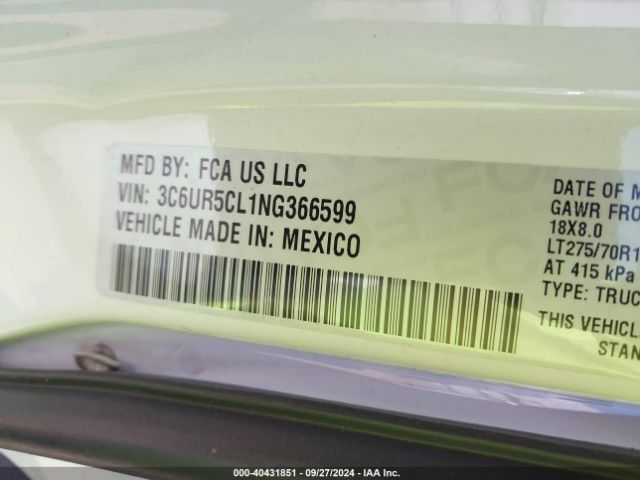 MFD BY: FCA US LLC
VIN: 3C6UR5CL1NG366599
VEHICLE MADE IN: MEXICO
DATE OF M
GAWR FRO
18X8.0
LT275/70R1
AT 415 kPa
TYPE: TRUC
THIS VEHICL
STAN
000-40431851 - 09/27/2024 - IAA Inc.